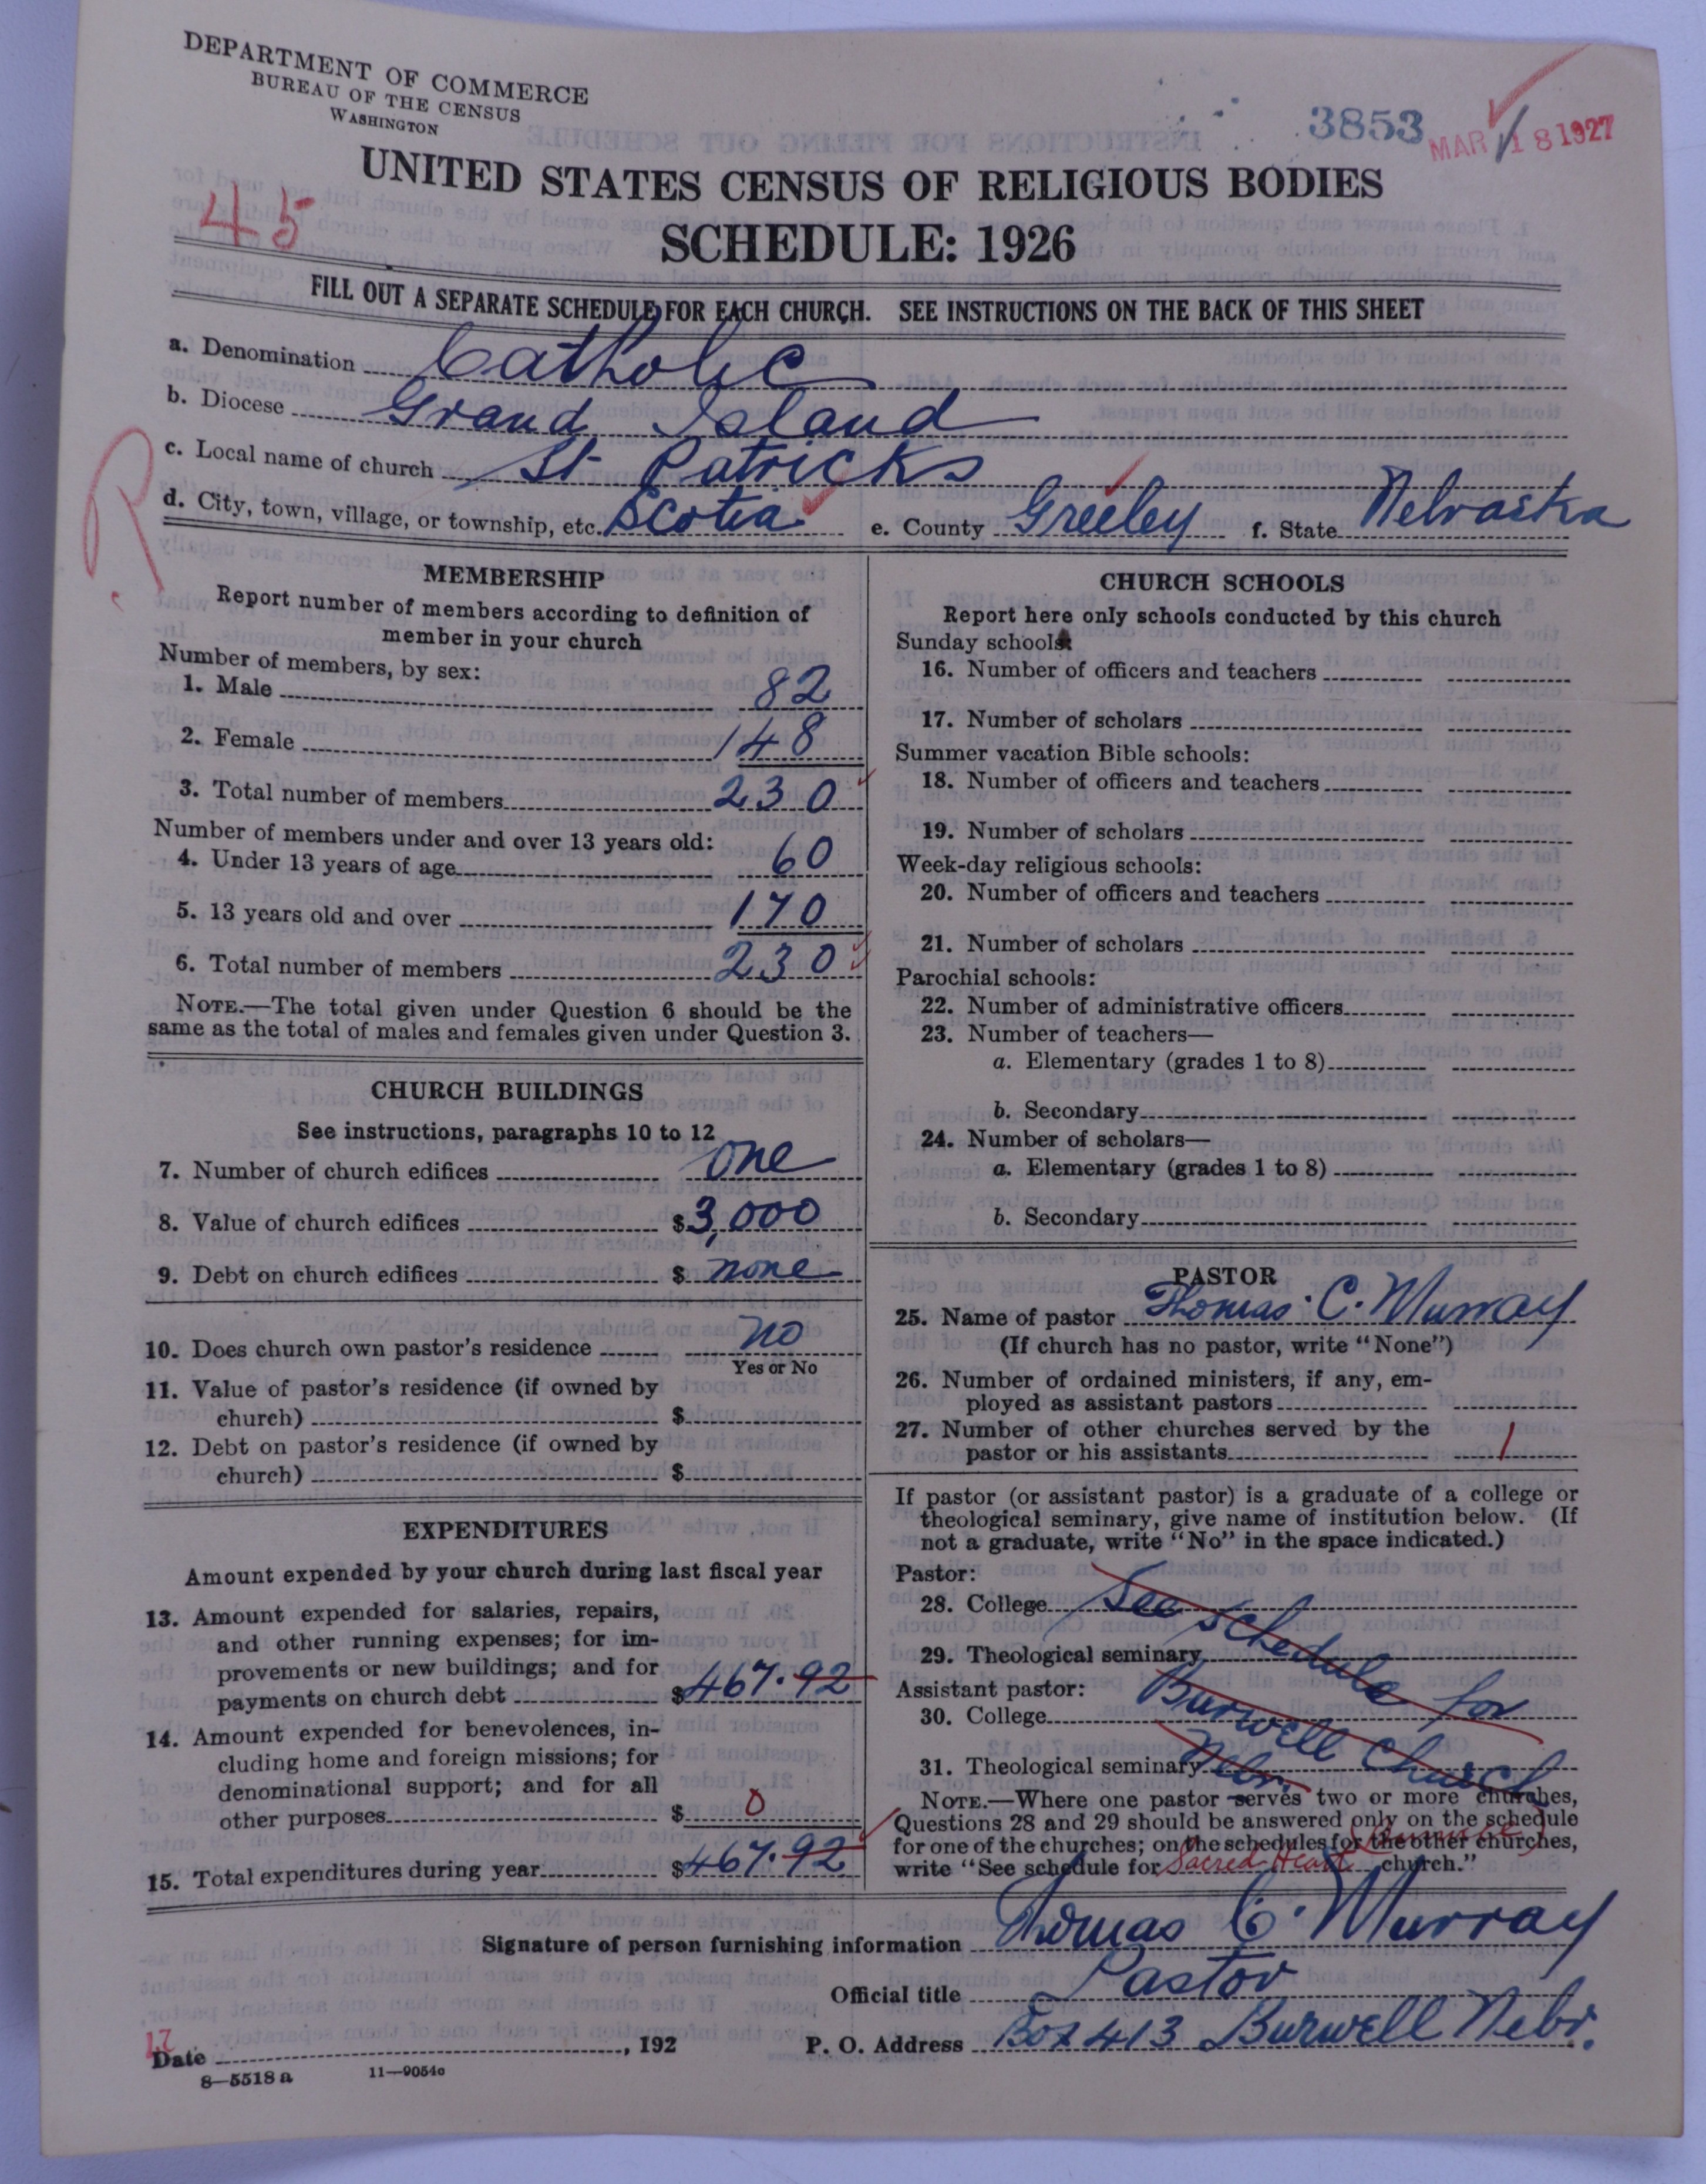 DEPARTMENT OF COMMERCE
BUREAU OF THE CENSUS
WASHINGTON
3853
MAR 18 1927
UNITED STATES CENSUS OF RELIGIOUS BODIES
45
SCHEDULE: 1926
FILL OUT A SEPARATE SCHEDULE FOR EACH CHURCH. SEE INSTRUCTIONS ON THE BACK OF THIS SHEET
a. Denomination Catholic
b. Diocese Grand Island
R
c. Local name of church St Patricks
d. City, town, village, or township, etc. Scotia e. County Greeley f. State Nebraska
MEMBERSHIP
Report number of members according to definition of
member in your church
Number of members, by sex:
1. Male 82
2. Female 148
3. Total number of members 230
Number of members under and over 13 years old:
4. Under 13 years of age 60
5. 13 years old and over 170
6. Total number of members 230
NOTE.—The total given under Question 6 should be the
same as the total of males and females given under Question 3.
CHURCH BUILDINGS
See instructions, paragraphs 10 to 12
7. Number of church edifices one
8. Value of church edifices $3,000
9. Debt on church edifices $ none
10. Does church own pastor's residence no
Yes or No
11. Value of pastor's residence (if owned by
church) $
12. Debt on pastor's residence (if owned by
church) $
EXPENDITURES
Amount expended by your church during last fiscal year
13. Amount expended for salaries, repairs,
and other running expenses; for im-
provements or new buildings; and for
payments on church debt $467.92
14. Amount expended for benevolences, in-
cluding home and foreign missions; for
denominational support; and for all
other purposes $ 0
15. Total expenditures during year $467.92
CHURCH SCHOOLS
Report here only schools conducted by this church
Sunday schools:
16. Number of officers and teachers
17. Number of scholars
Summer vacation Bible schools:
18. Number of officers and teachers
19. Number of scholars
Week-day religious schools:
20. Number of officers and teachers
21. Number of scholars
Parochial schools:
22. Number of administrative officers
23. Number of teachers—
a. Elementary (grades 1 to 8)
b. Secondary
24. Number of scholars—
a. Elementary (grades 1 to 8)
b. Secondary
PASTOR
25. Name of pastor Thomas C. Murray
(If church has no pastor, write "None")
26. Number of ordained ministers, if any, em-
ployed as assistant pastors
27. Number of other churches served by the
pastor or his assistants 1
If pastor (or assistant pastor) is a graduate of a college or
theological seminary, give name of institution below. (If
not a graduate, write "No" in the space indicated.)
Pastor:
28. College See
29. Theological seminary schedule for
Assistant pastor:
30. College Burwell Church
31. Theological seminary Nebr.
NOTE.—Where one pastor serves two or more churches,
Questions 28 and 29 should be answered only on the schedule
for one of the churches; on the schedules for the other churches,
write "See schedule for Sacred Heart church."
Signature of person furnishing information Thomas C. Murray
Official title Pastor
17
Date , 192 P. O. Address Box 413 Burwell Nebr.
8—5518a 11—9054c